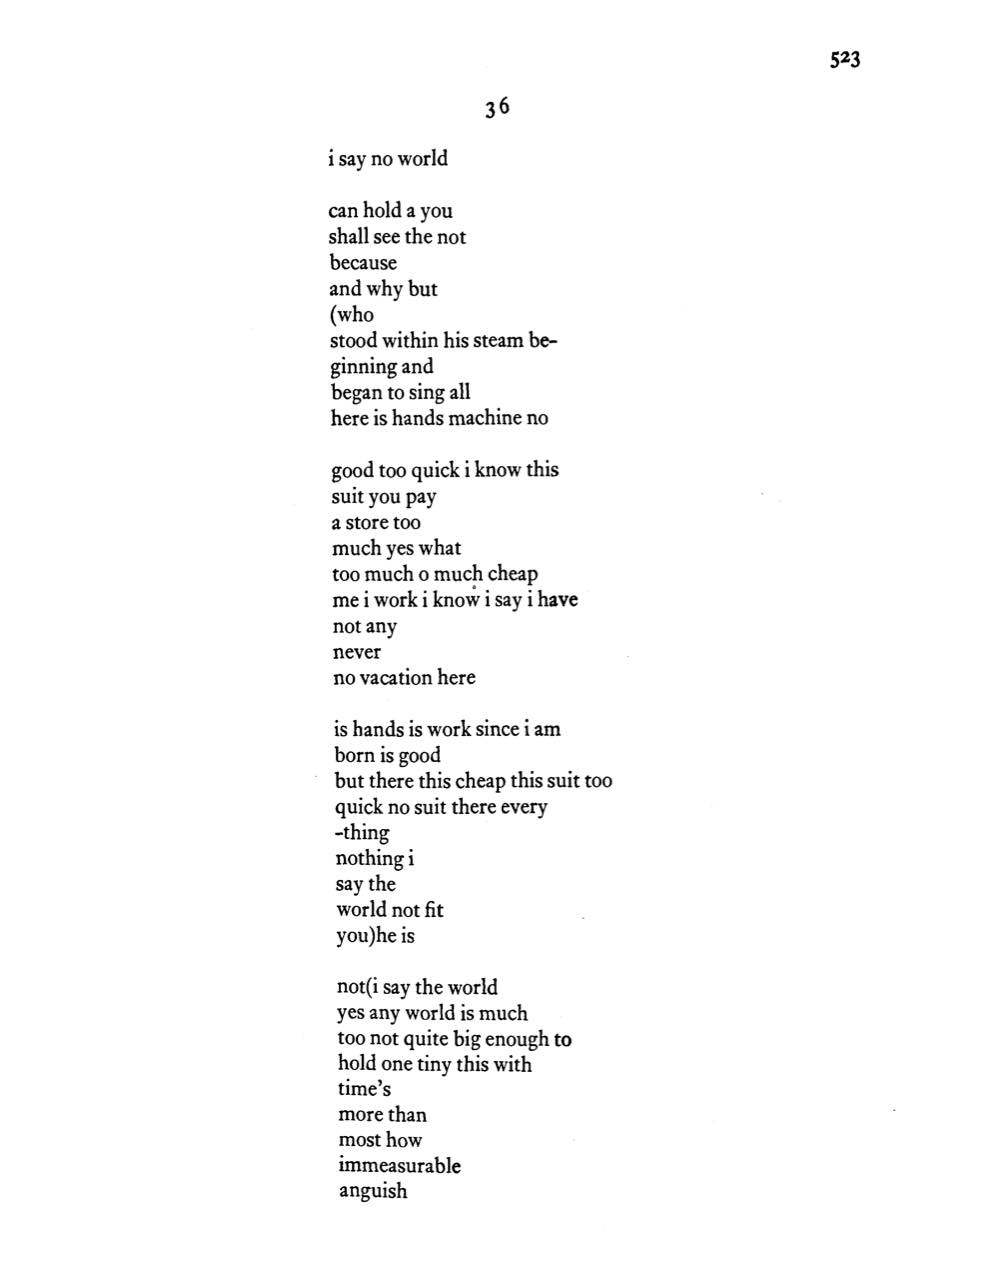 523
36
i say no world
can hold a you
shall see the not
because
and why but
(who
stood within his steam be-
ginning and
began to sing all
here is hands machine no
good too quick i know this
suit you pay
a store too
much yes what
too much o much cheap
me i work i know i say i have
not any
never
no vacation here
is hands is work since i am
born is good
but there this cheap this suit too
quick no suit there every
-thing
nothing i
say the
world not fit
you)he is
not(i say the world
yes any world is much
too not quite big enough to
hold one tiny this with
time's
more than
most how
immeasurable
anguish